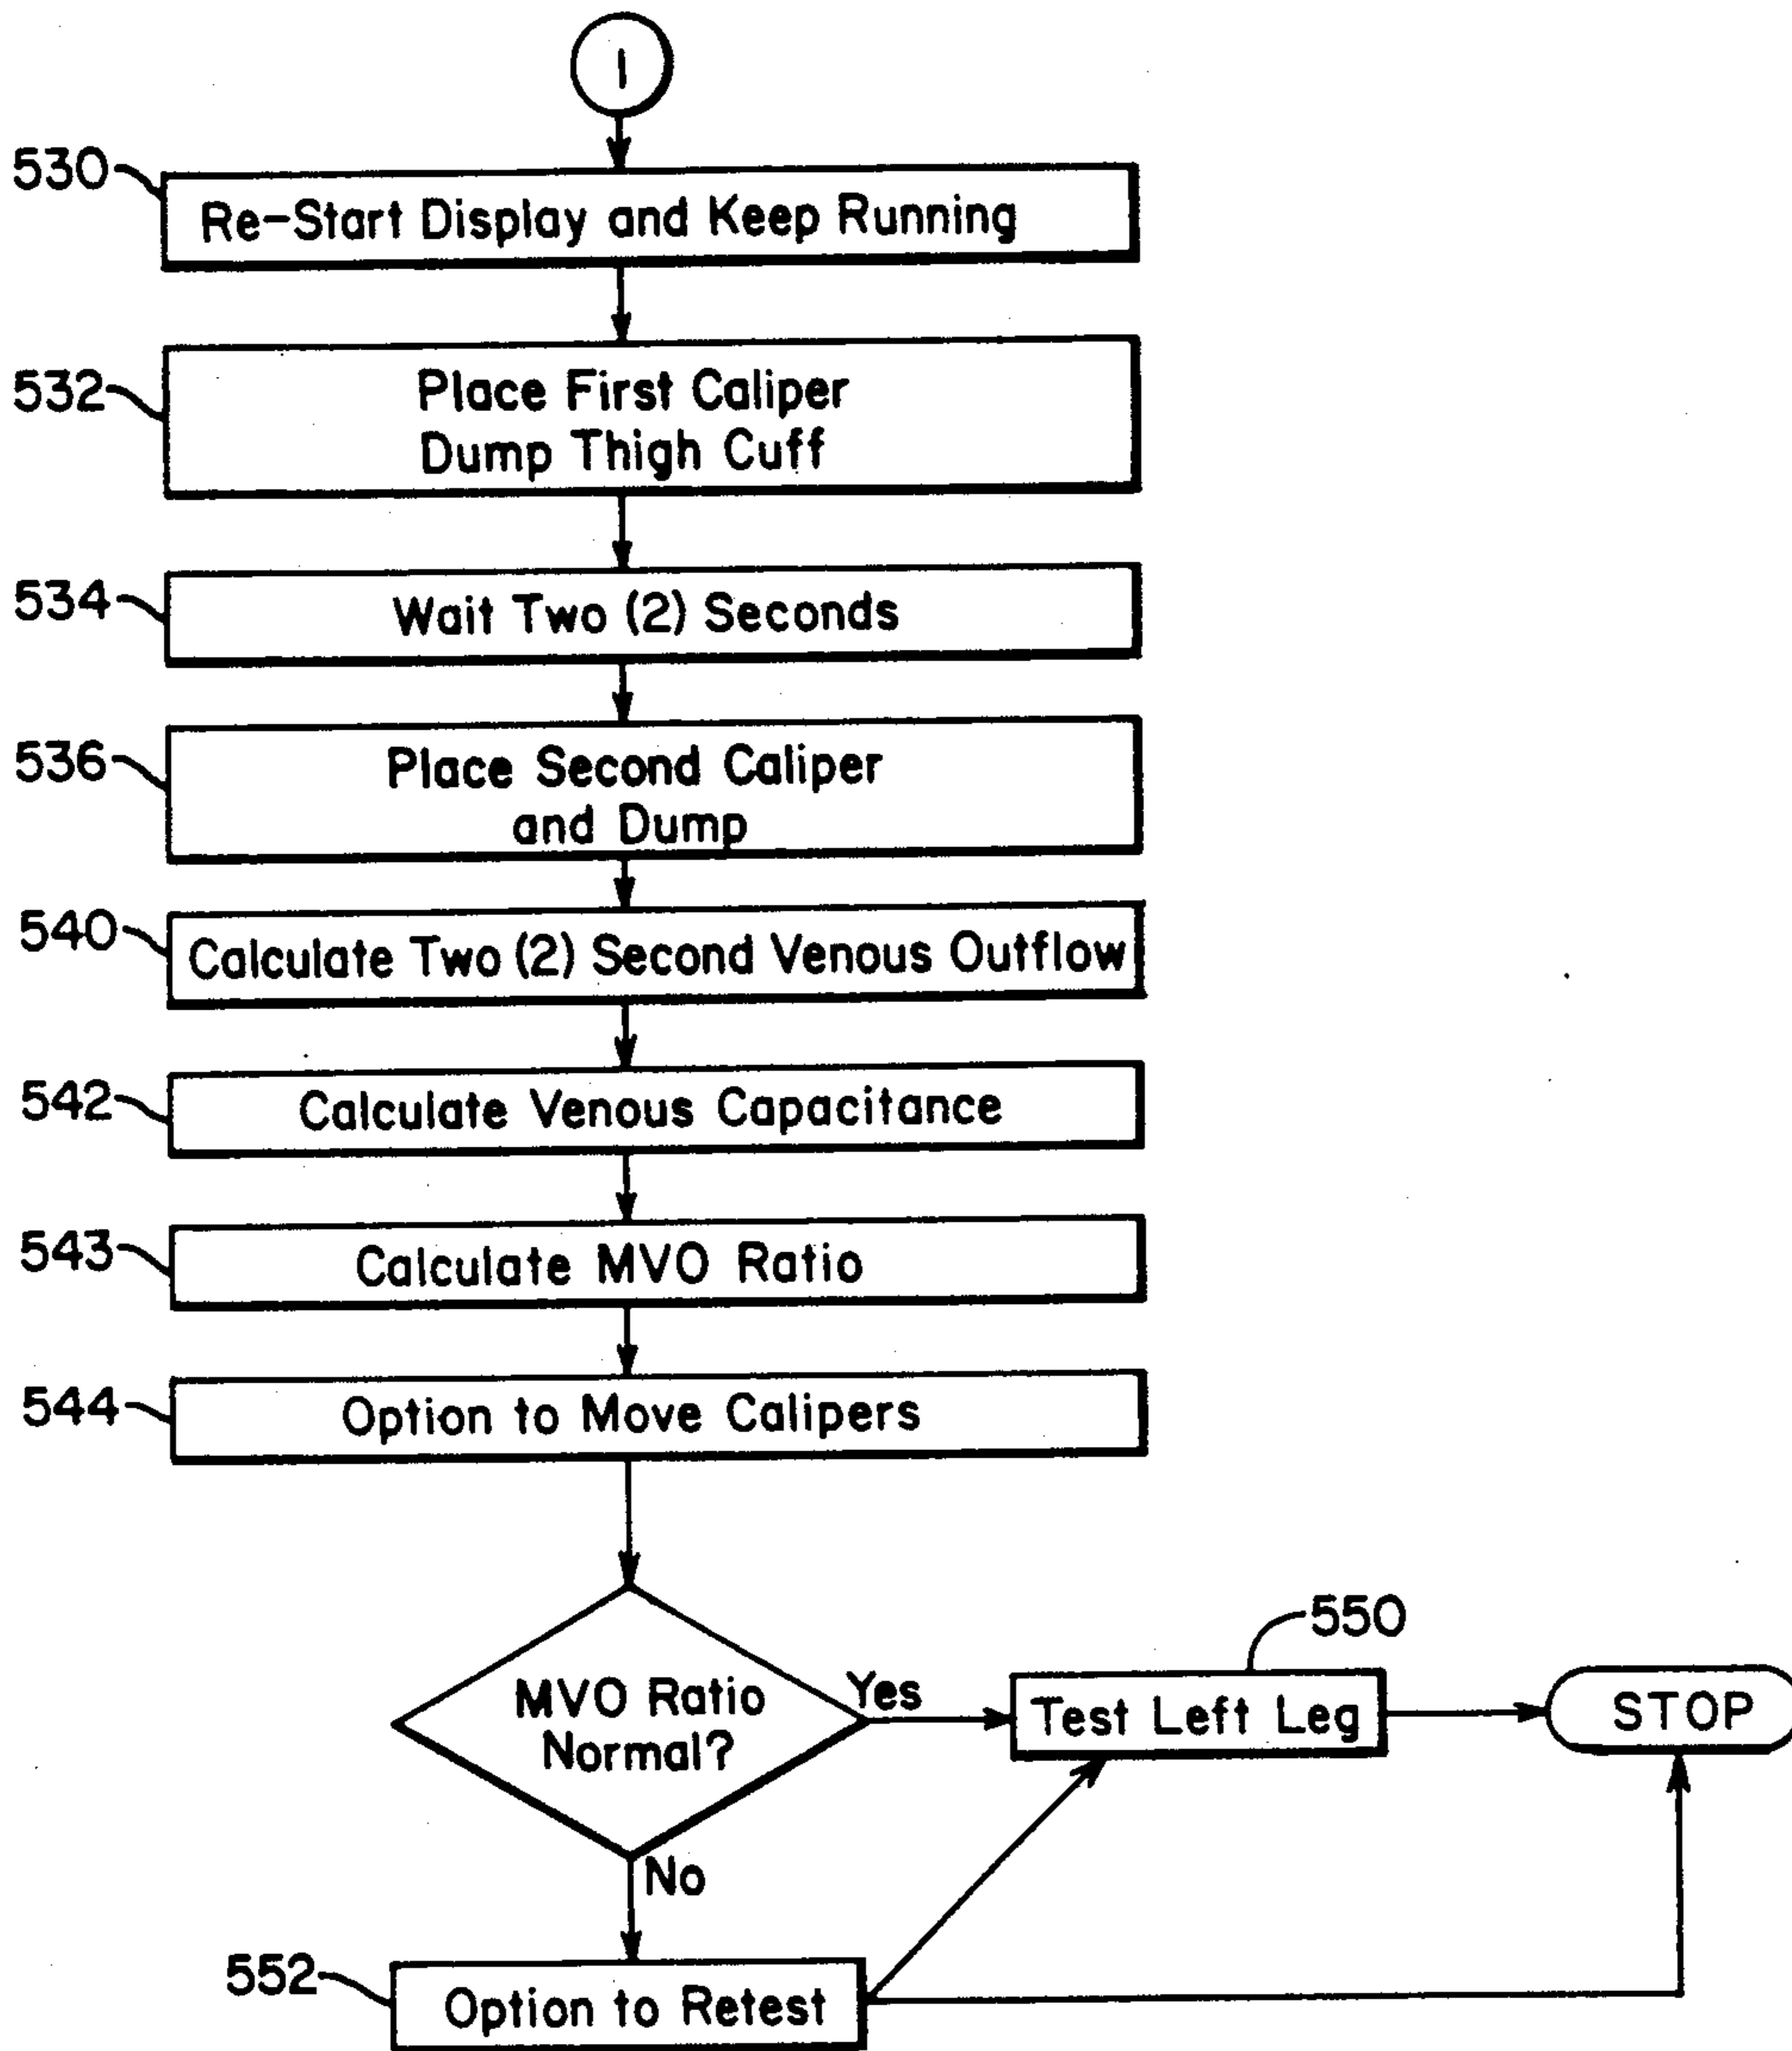 1
530
Re-Start Display and Keep Running
532
Place First Caliper
Dump Thigh Cuff
534
Wait Two (2) Seconds
536
Place Second Caliper
and Dump
540
Calculate Two (2) Second Venous Outflow
542
Calculate Venous Capacitance
543
Calculate MVO Ratio
544
Option to Move Calipers
MVO Ratio
Normal?
Yes
550
Test Left Leg
STOP
No
552
Option to Retest